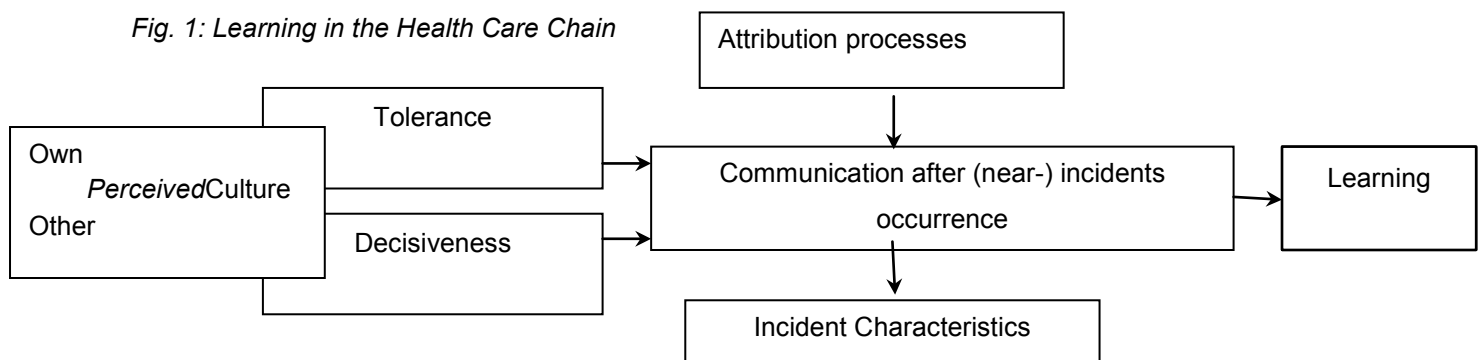 Fig. 1: Learning in the Health Care Chain
Attribution processes
Tolerance
Own
PerceivedCulture
Other
Decisiveness
Communication after (near-) incidents
occurrence
Learning
Incident Characteristics